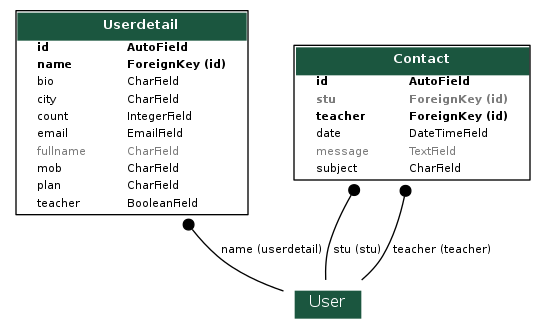 Userdetail
id AutoField
name ForeignKey (id)
bio CharField
city CharField
count IntegerField
email EmailField
fullname CharField
mob CharField
plan CharField
teacher BooleanField
Contact
id AutoField
stu ForeignKey (id)
teacher ForeignKey (id)
date DateTimeField
message TextField
subject CharField
name (userdetail) stu (stu) teacher (teacher)
User